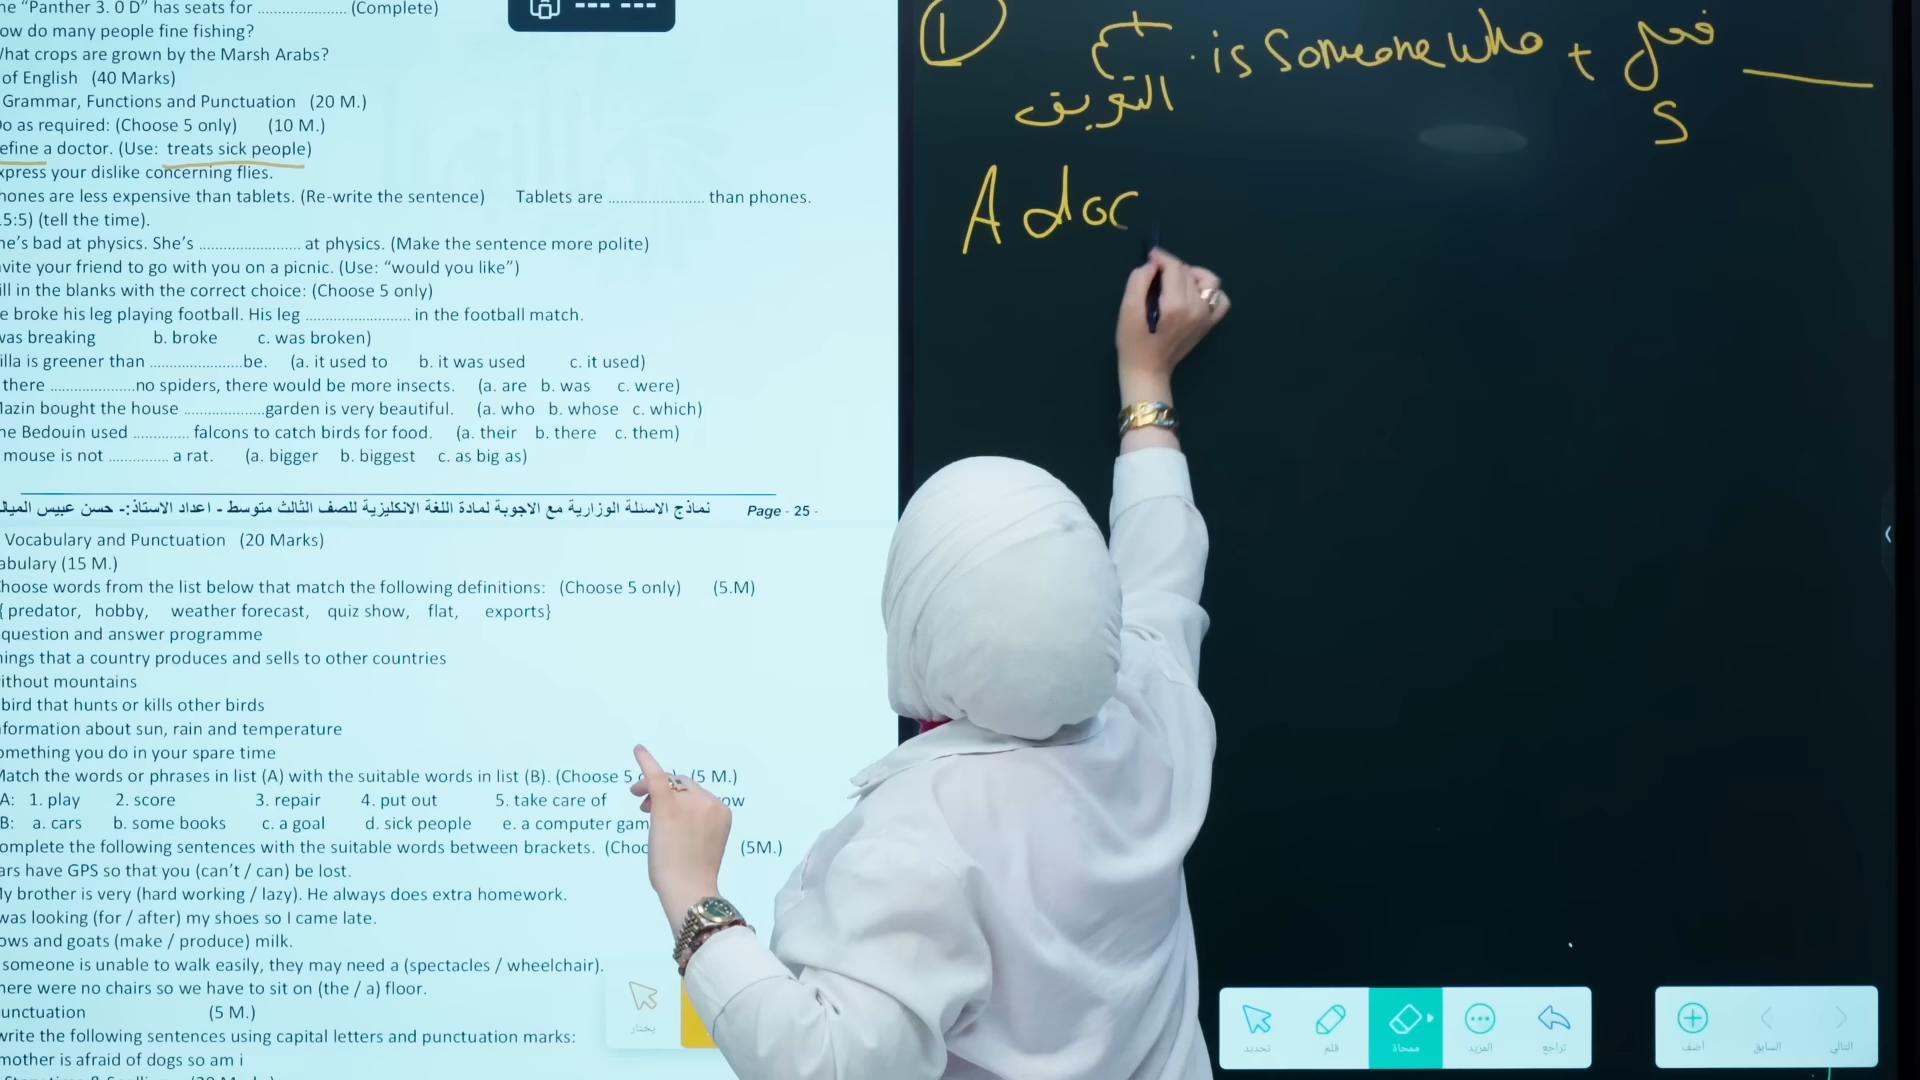 "Panther 3. 0 D" has seats for ...................... (Complete)
ow do many people fine fishing?
hat crops are grown by the Marsh Arabs?
of English (40 Marks)
Grammar, Functions and Punctuation (20 M.)
o as required: (Choose 5 only) (10 M.)
efine a doctor. (Use: treats sick people)
xpress your dislike concerning flies.
hones are less expensive than tablets. (Re-write the sentence) Tablets are ........................ than phones.
5:5) (tell the time).
he's bad at physics. She's ......................... at physics. (Make the sentence more polite)
vite your friend to go with you on a picnic. (Use: "would you like")
ill in the blanks with the correct choice: (Choose 5 only)
e broke his leg playing football. His leg .......................... in the football match.
was breaking b. broke c. was broken)
illa is greener than .......................be. (a. it used to b. it was used c. it used)
there .....................no spiders, there would be more insects. (a. are b. was c. were)
Mazin bought the house ....................garden is very beautiful. (a. who b. whose c. which)
he Bedouin used .............. falcons to catch birds for food. (a. their b. there c. them)
mouse is not ............... a rat. (a. bigger b. biggest c. as big as)
نماذج الاسئلة الوزارية مع الاجوبة لمادة اللغة الانكليزية للصف الثالث متوسط - اعداد الاستاذ:- حسن عبيس Page - 25 -
Vocabulary and Punctuation (20 Marks)
abulary (15 M.)
hoose words from the list below that match the following definitions: (Choose 5 only) (5.M)
{ predator, hobby, weather forecast, quiz show, flat, exports}
question and answer programme
hings that a country produces and sells to other countries
ithout mountains
bird that hunts or kills other birds
nformation about sun, rain and temperature
omething you do in your spare time
Match the words or phrases in list (A) with the suitable words in list (B). (Choose 5 (5 M.)
A: 1. play 2. score 3. repair 4. put out 5. take care of ow
B: a. cars b. some books c. a goal d. sick people e. a computer gam
omplete the following sentences with the suitable words between brackets. (Choo (5M.)
ars have GPS so that you (can't / can) be lost.
My brother is very (hard working / lazy). He always does extra homework.
was looking (for / after) my shoes so I came late.
ows and goats (make / produce) milk.
someone is unable to walk easily, they may need a (spectacles / wheelchair).
here were no chairs so we have to sit on (the / a) floor.
unctuation (5 M.)
write the following sentences using capital letters and punctuation marks:
mother is afraid of dogs so am i
1
. is Someone who + فعل
S
A doc
يختار
تحديد قلم ممحاة المزيد تراجع
أضف السابق التالي